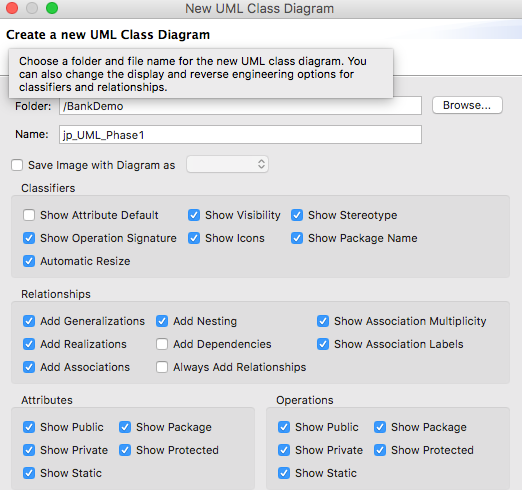 New UML Class Diagram
Create a new UML Class Diagram
Choose a folder and file name for the new UML class diagram. You
can also change the display and reverse engineering options for
classifiers and relationships.
Folder: /BankDemo Browse...
Name: jp_UML_Phase1
Save Image with Diagram as
Classifiers
Show Attribute Default Show Visibility Show Stereotype
Show Operation Signature Show Icons Show Package Name
Automatic Resize
Relationships
Add Generalizations Add Nesting Show Association Multiplicity
Add Realizations Add Dependencies Show Association Labels
Add Associations Always Add Relationships
Attributes Operations
Show Public Show Package Show Public Show Package
Show Private Show Protected Show Private Show Protected
Show Static Show Static